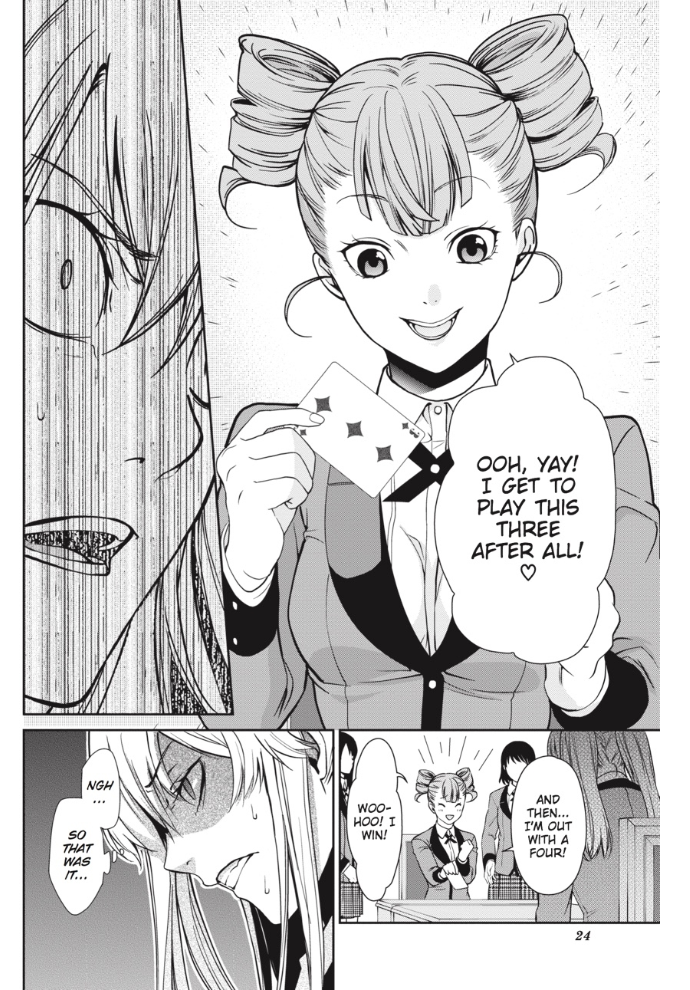 OOH, YAY!
I GET TO
PLAY THIS
THREE
AFTER ALL!
♡
AND
THEN...
I'M OUT
WITH A
FOUR!
WOO-
HOO! I
WIN!
NGH
...
SO
THAT
WAS
IT...
24